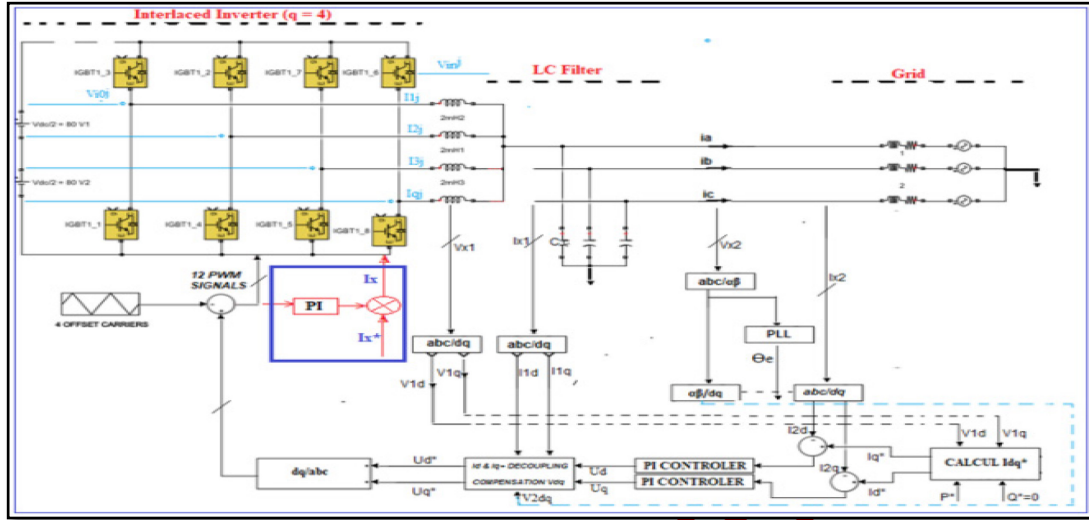 Interlaced Inverter (q = 4)
IGBT1_3
IGBT1_2
IGBT1_7
IGBT1_6
LC Filter
Grid
Vi0j
I1j
2mH2
Vdc/2 = 80 V1
I2j
2mH1
ia
1
I3j
2mH3
ib
Vdc/2 = 80 V2
Iqj
ic
2
IGBT1_1
IGBT1_4
IGBT1_5
IGBT1_8
Vx1
Ix1
Vx2
Ix2
12 PWM
SIGNALS
Ix
abc/αβ
PI
4 OFFSET CARRIERS
Ix*
PLL
abc/dq
abc/dq
Θe
V1d
V1q
I1d
I1q
αβ/dq
abc/dq
I2d
V1d
V1q
dq/abc
Ud*
Id & Iq= DECOUPLING
Ud
PI CONTROLER
I2q
Iq*
CALCUL Idq*
Uq*
COMPENSATION Vdq
Uq
PI CONTROLER
Id*
V2dq
P*
Q*=0